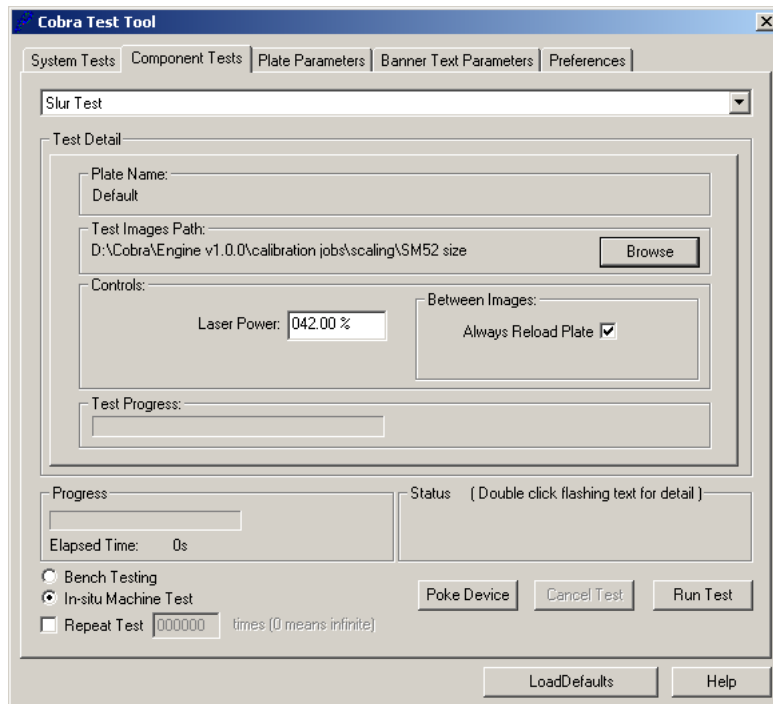 Cobra Test Tool
System Tests Component Tests Plate Parameters Banner Text Parameters Preferences
Slur Test
Test Detail
Plate Name:
Default
Test Images Path:
D:\Cobra\Engine v1.0.0\calibration jobs\scaling\SM52 size
Browse
Controls:
Laser Power: 042.00 %
Between Images:
Always Reload Plate
Test Progress:
Progress
Elapsed Time: 0s
Status ( Double click flashing text for detail )
Bench Testing
In-situ Machine Test
Repeat Test 000000 times (0 means infinite)
Poke Device Cancel Test Run Test
LoadDefaults Help